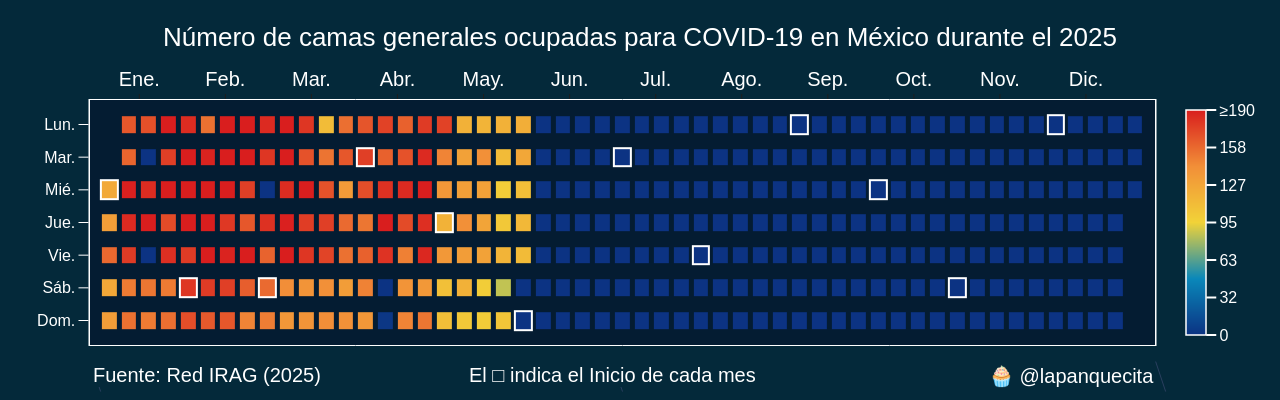 Número de camas generales ocupadas para COVID-19 en México durante el 2025
Ene. Feb. Mar. Abr. May. Jun. Jul. Ago. Sep. Oct. Nov. Dic.
Lun.
Mar.
Mié.
Jue.
Vie.
Sáb.
Dom.
≥190
158
127
95
63
32
0
Fuente: Red IRAG (2025)
El □ indica el Inicio de cada mes
🧁 @lapanquecita